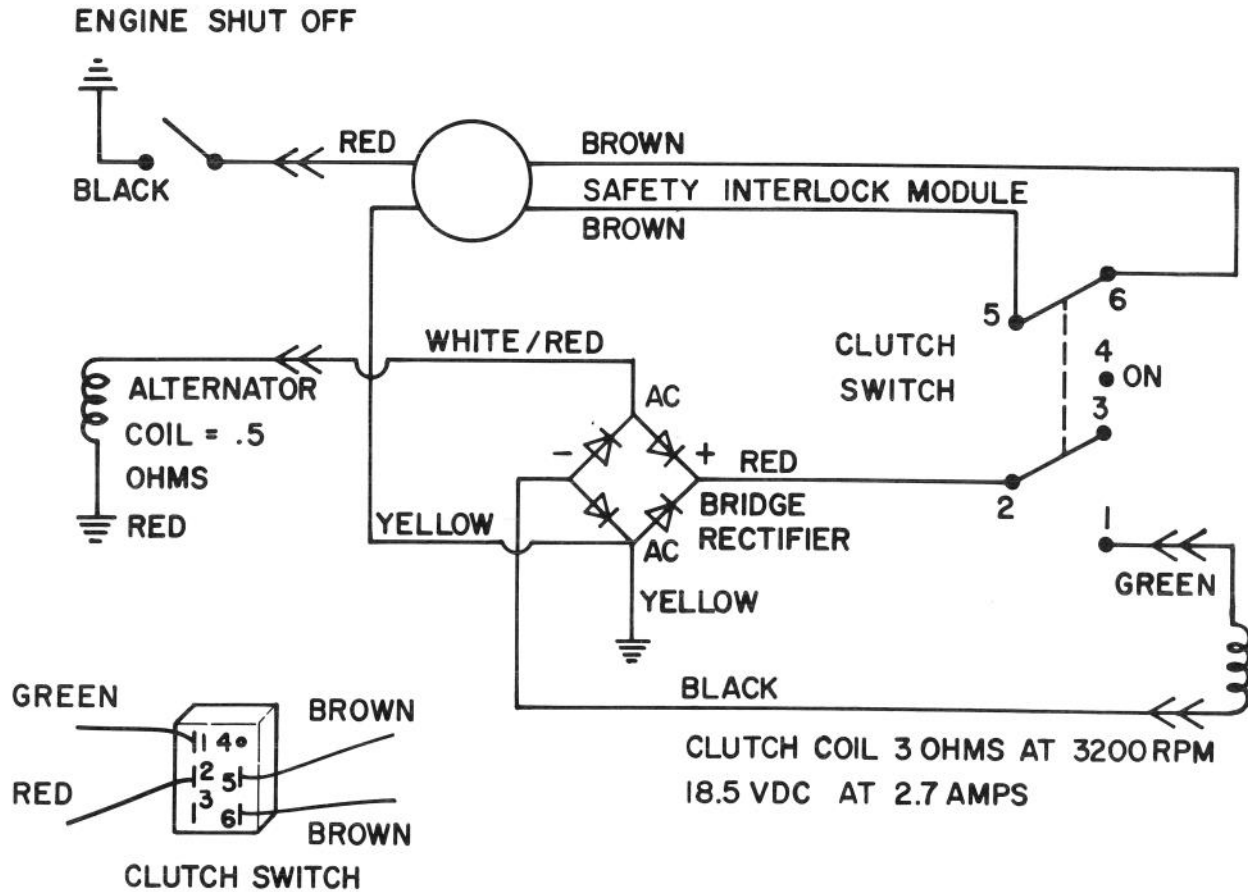 ENGINE SHUT OFF
RED
BLACK
BROWN
SAFETY INTERLOCK MODULE
BROWN
5
6
CLUTCH
SWITCH
4
ON
3
2
1
WHITE/RED
ALTERNATOR
COIL = .5
OHMS
RED
AC
-
+
RED
BRIDGE
RECTIFIER
YELLOW
AC
YELLOW
GREEN
BLACK
CLUTCH COIL 3 OHMS AT 3200 RPM
18.5 VDC AT 2.7 AMPS
GREEN
BROWN
1 4
2 5
3 6
RED
BROWN
CLUTCH SWITCH